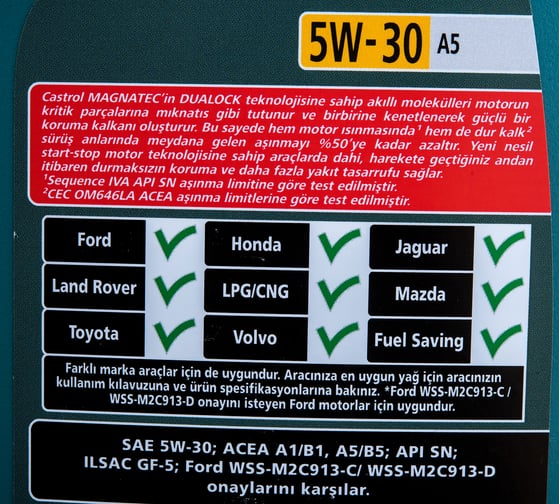 5W-30 A5
Castrol MAGNATEC'in DUALOCK teknolojisine sahip akıllı molekülleri motorun
kritik parçalarına mıknatıs gibi tutunur ve birbirine kenetlenerek güçlü bir
koruma kalkanı oluşturur. Bu sayede hem motor ısınmasında¹ hem de dur kalk²
sürüş anlarında meydana gelen aşınmayı %50'ye kadar azaltır. Yeni nesil
start-stop motor teknolojisine sahip araçlarda dahi, harekete geçtiğiniz andan
itibaren durmaksızın koruma ve daha fazla yakıt tasarrufu sağlar.
¹Sequence IVA API SN aşınma limitine göre test edilmiştir.
²CEC OM646LA ACEA aşınma limitlerine göre test edilmiştir.
Ford Honda Jaguar
Land Rover LPG/CNG Mazda
Toyota Volvo Fuel Saving
Farklı marka araçlar için de uygundur. Aracınıza en uygun yağ için aracınızın
kullanım kılavuzuna ve ürün spesifikasyonlarına bakınız. *Ford WSS-M2C913-C /
WSS-M2C913-D onayını isteyen Ford motorlar için uygundur.
SAE 5W-30; ACEA A1/B1, A5/B5; API SN;
ILSAC GF-5; Ford WSS-M2C913-C/ WSS-M2C913-D
onaylarını karşılar.